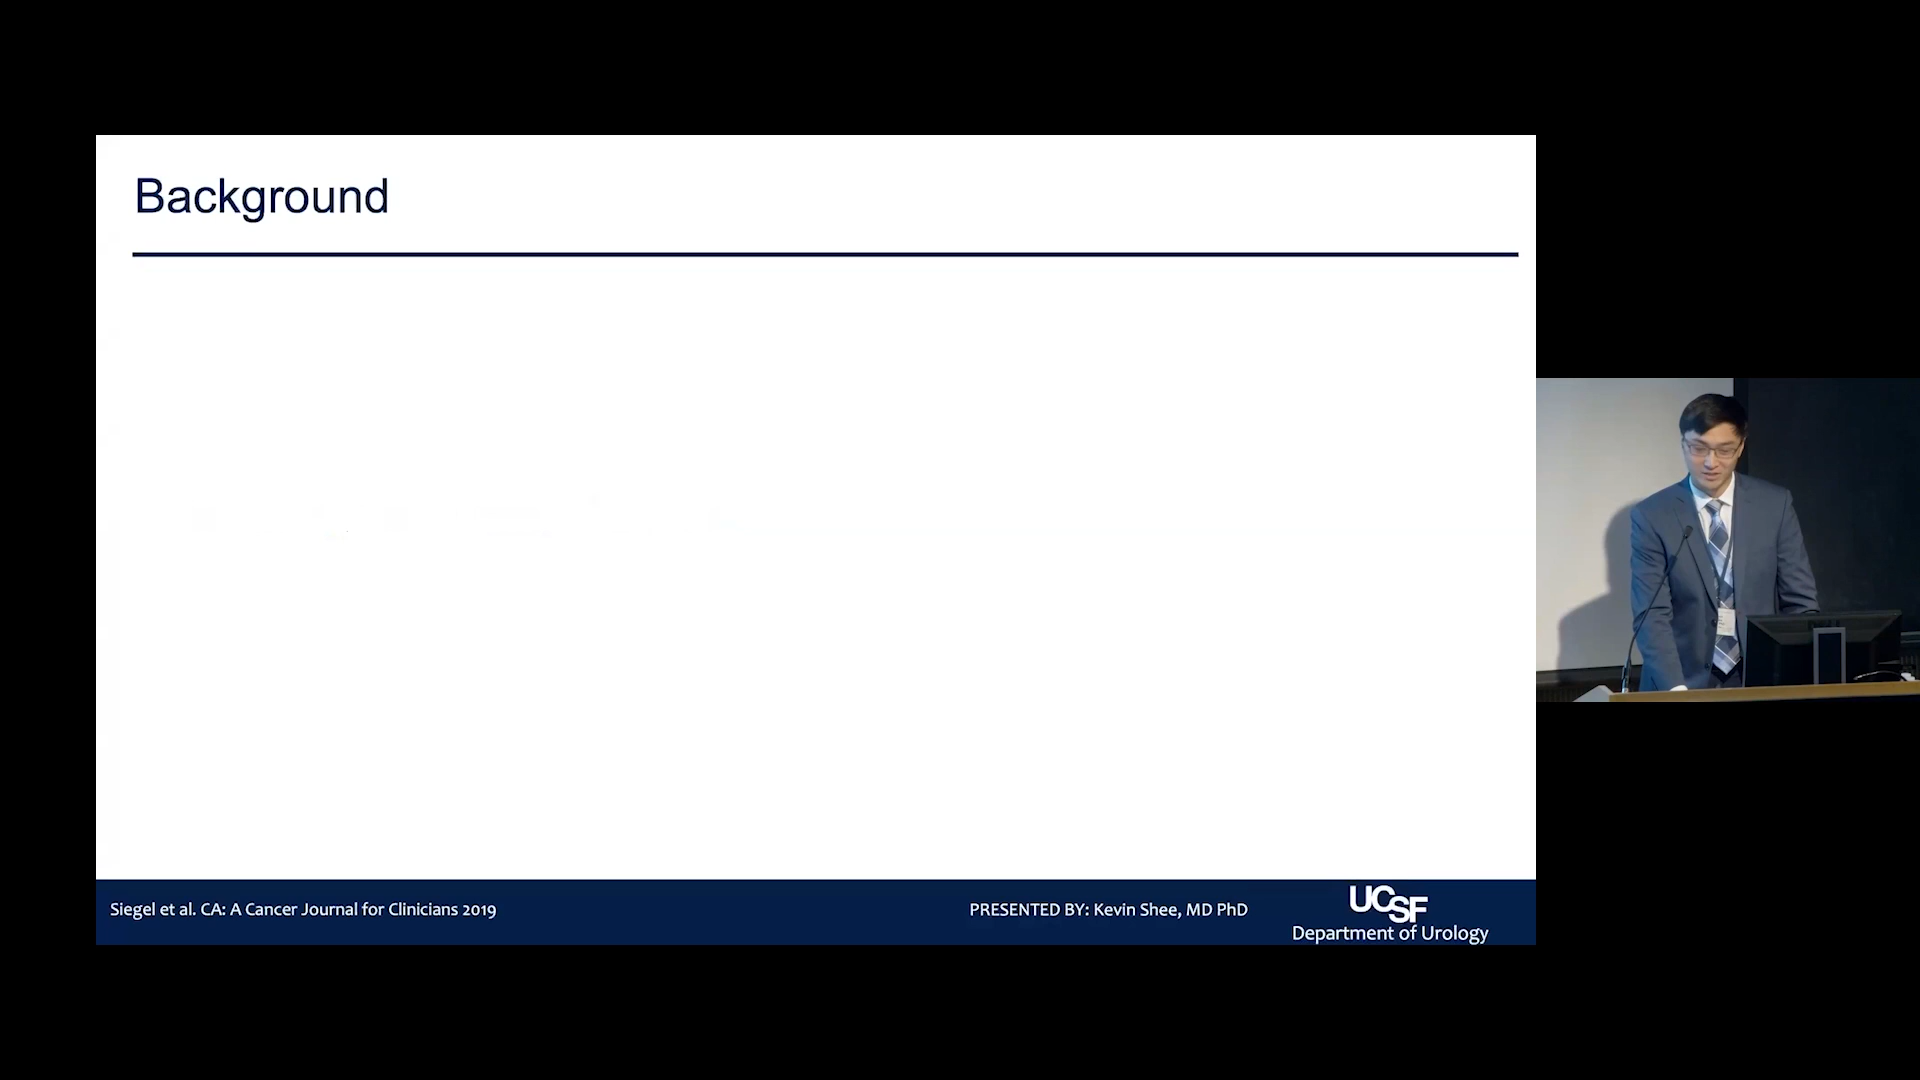 Background
Siegel et al. CA: A Cancer Journal for Clinicians 2019
PRESENTED BY: Kevin Shee, MD PhD
UCSF
Department of Urology